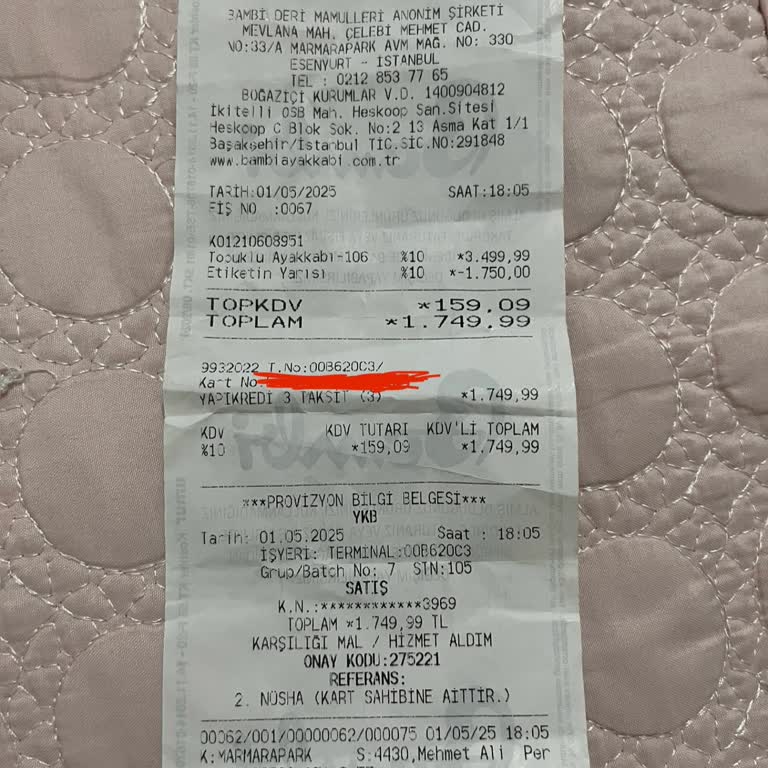 BAMBİ DERİ MAMULLERİ ANONİM ŞİRKETİ
MEVLANA MAH. ÇELEBİ MEHMET CAD.
NO:33/A MARMARAPARK AVM MAĞ. NO: 330
ESENYURT - ISTANBUL
TEL : 0212 853 77 65
BOĞAZİÇİ KURUMLAR V.D. 1400904812
İkitelli OSB Mah. Heskoop San.Sitesi
Heskoop C Blok Sok. No:2 13 Asma Kat 1/1
Başakşehir/İstanbul TİC.SİC.NO:291848
www.bambiayakkabi.com.tr
TARİH:01/05/2025 SAAT:18:05
FİŞ NO :0067
K01210608951
Topuklu Ayakkabı-106 %10 *3.499,99
Etiketin Yarısı %10 *-1.750,00
TOPKDV *159,09
TOPLAM *1.749,99
9932022 T.No:00B620C3/
Kart No:
YAPIKREDİ 3 TAKSİT (3) *1.749,99
KDV KDV TUTARI KDV'Lİ TOPLAM
%10 *159,09 *1.749,99
***PROVİZYON BİLGİ BELGESİ***
YKB
Tarih: 01.05.2025 Saat : 18:05
İŞYERİ: TERMINAL:00B620C3
Grup/Batch No: 7 STN:105
SATIŞ
K.N.:************3969
TOPLAM *1.749,99 TL
KARŞILIĞI MAL / HİZMET ALDIM
ONAY KODU:275221
REFERANS:
2. NÜSHA (KART SAHİBİNE AİTTİR.)
00062/001/00000062/000075 01/05/25 18:05
K:MARMARAPARK S:4430,Mehmet Ali Per